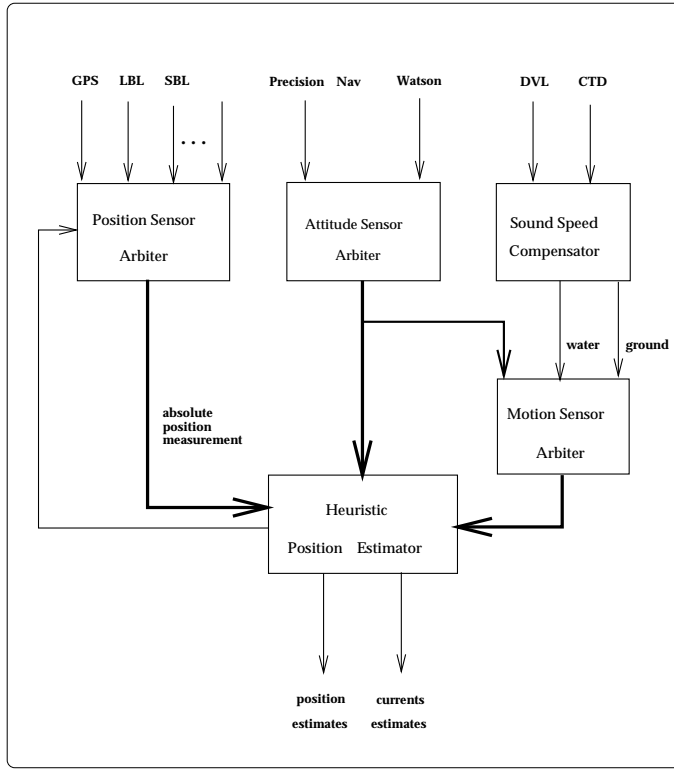 GPS LBL SBL Precision Nav Watson DVL CTD
...
Position Sensor
Arbiter
Attitude Sensor
Arbiter
Sound Speed
Compensator
water ground
absolute
position
measurement
Motion Sensor
Arbiter
Heuristic
Position Estimator
position
estimates
currents
estimates